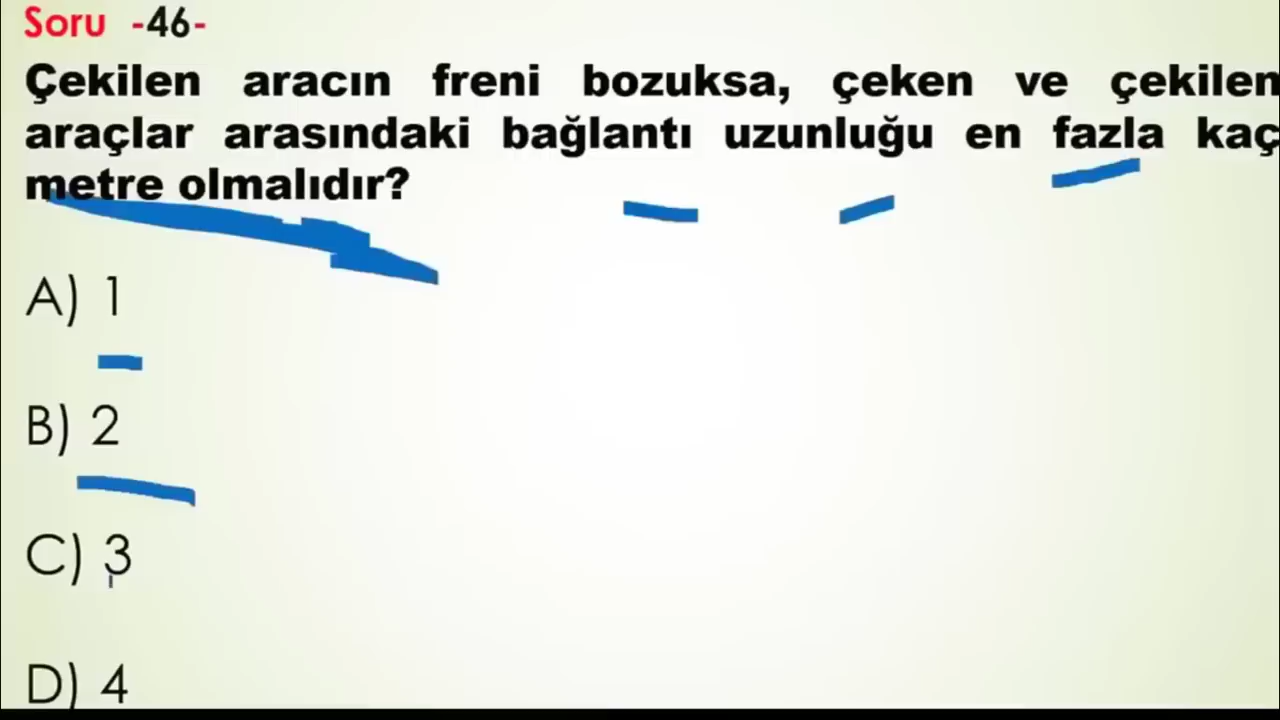 Soru -46-
Çekilen aracın freni bozuksa, çeken ve çekilen
araçlar arasındaki bağlantı uzunluğu en fazla kaç
metre olmalıdır?
A) 1
B) 2
C) 3
D) 4